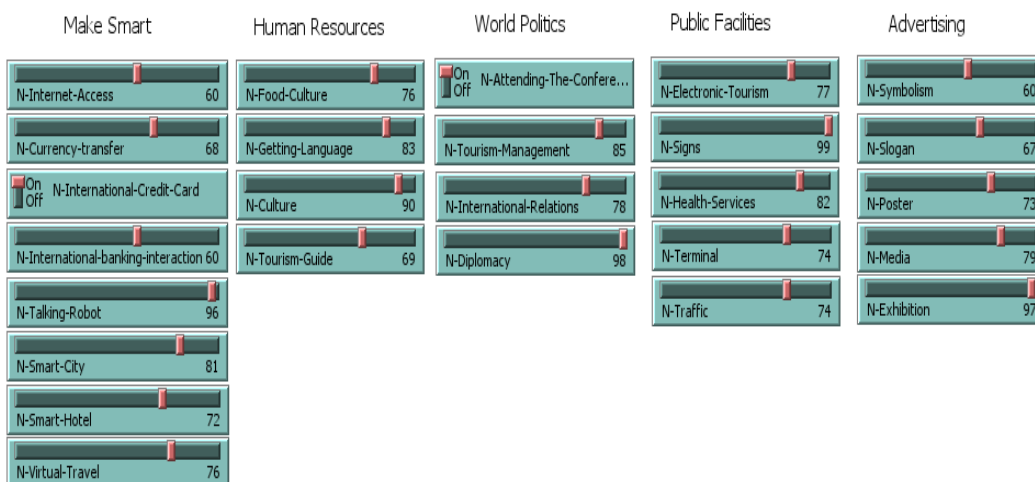 Make Smart
N-Internet-Access 60
N-Currency-transfer 68
On
Off
N-International-Credit-Card
N-International-banking-interaction 60
N-Talking-Robot 96
N-Smart-City 81
N-Smart-Hotel 72
N-Virtual-Travel 76
Human Resources
N-Food-Culture 76
N-Getting-Language 83
N-Culture 90
N-Tourism-Guide 69
World Politics
On
Off
N-Attending-The-Confere...
N-Tourism-Management 85
N-International-Relations 78
N-Diplomacy 98
Public Facilities
N-Electronic-Tourism 77
N-Signs 99
N-Health-Services 82
N-Terminal 74
N-Traffic 74
Advertising
N-Symbolism 60
N-Slogan 67
N-Poster 73
N-Media 79
N-Exhibition 97